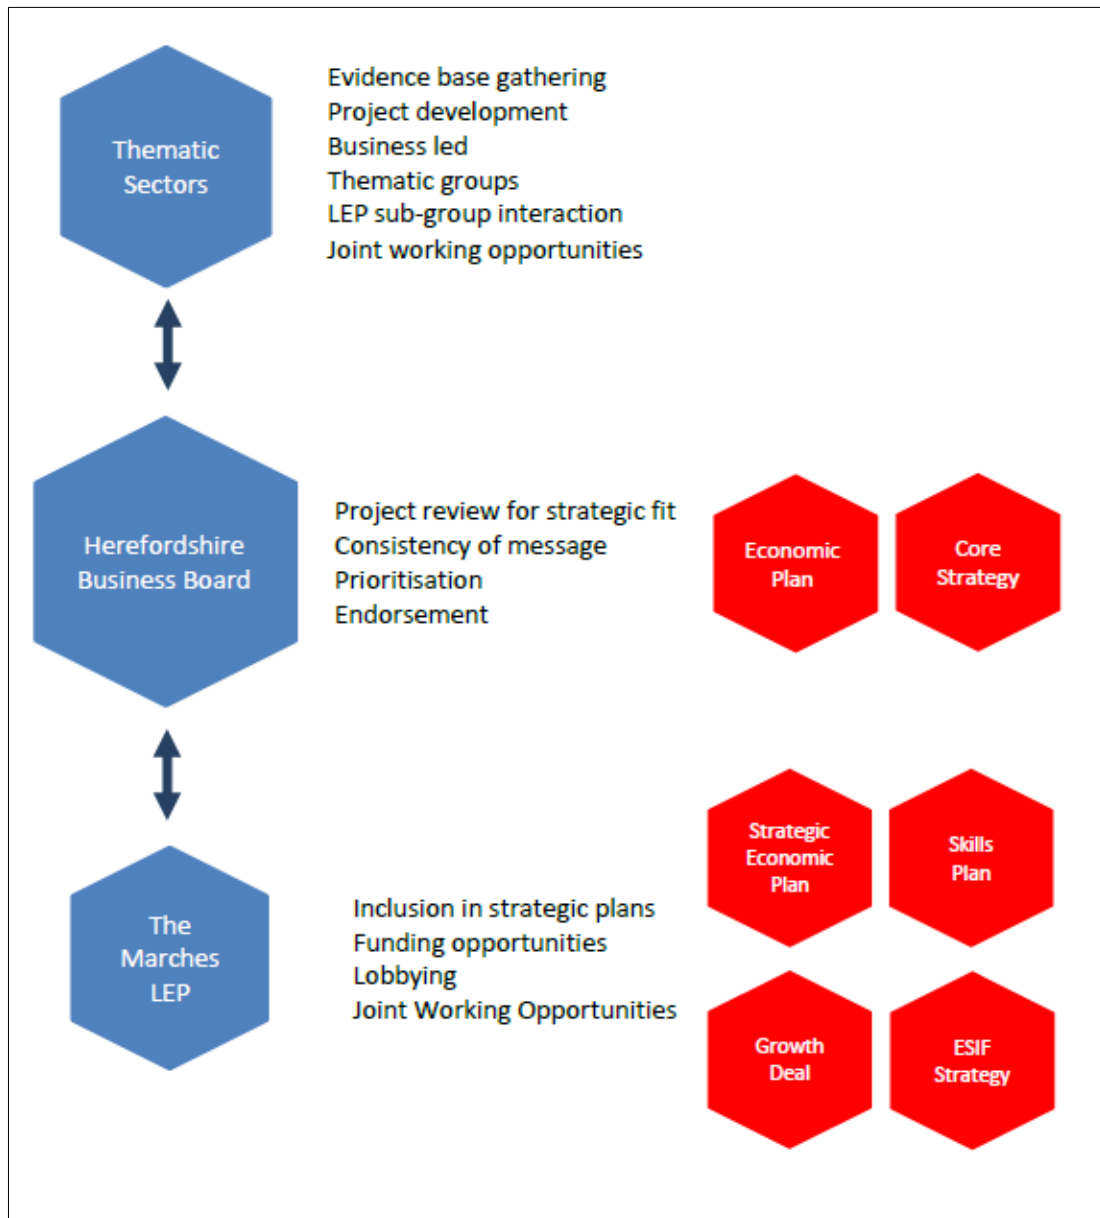 Thematic
Sectors
Evidence base gathering
Project development
Business led
Thematic groups
LEP sub-group interaction
Joint working opportunities
Herefordshire
Business Board
Project review for strategic fit
Consistency of message
Prioritisation
Endorsement
Economic
Plan
Core
Strategy
The
Marches
LEP
Inclusion in strategic plans
Funding opportunities
Lobbying
Joint Working Opportunities
Strategic
Economic
Plan
Skills
Plan
Growth
Deal
ESIF
Strategy